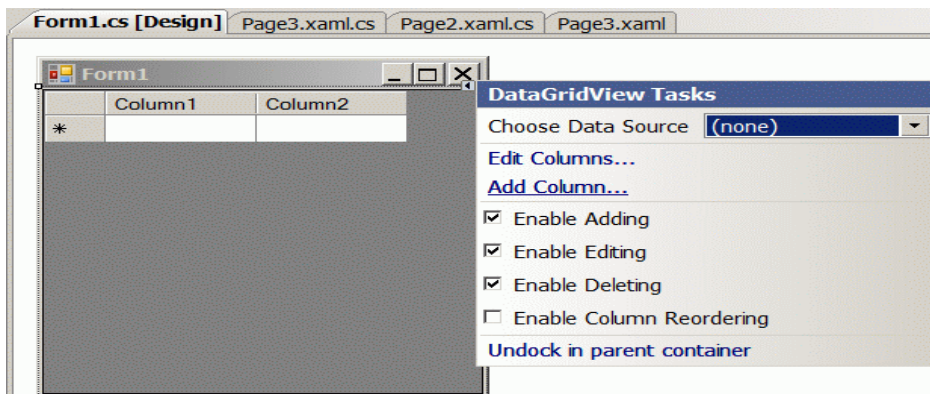 Form1.cs [Design] Page3.xaml.cs Page2.xaml.cs Page3.xaml
Form1
Column1 Column2
DataGridView Tasks
Choose Data Source (none)
Edit Columns...
Add Column...
Enable Adding
Enable Editing
Enable Deleting
Enable Column Reordering
Undock in parent container